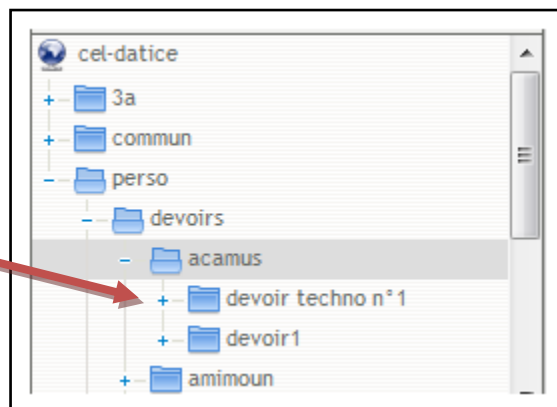 cel-datice
3a
commun
perso
devoirs
acamus
devoir techno n°1
devoir1
amimoun